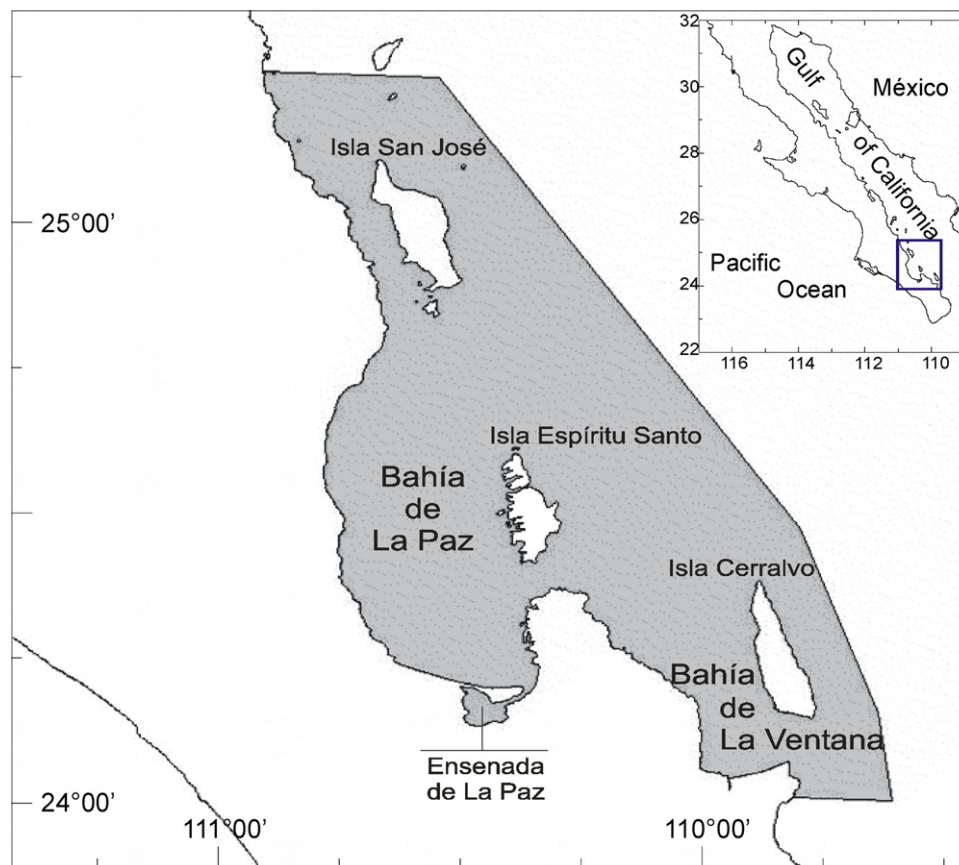 Isla San José
25°00’
Isla Espíritu Santo
Bahía
de
La Paz
Isla Cerralvo
Bahía
de
La Ventana
Ensenada
de La Paz
24°00’
111°00’
110°00’
32
30
28
26
24
22
116
114
112
110
Gulf
of California
México
Pacific
Ocean